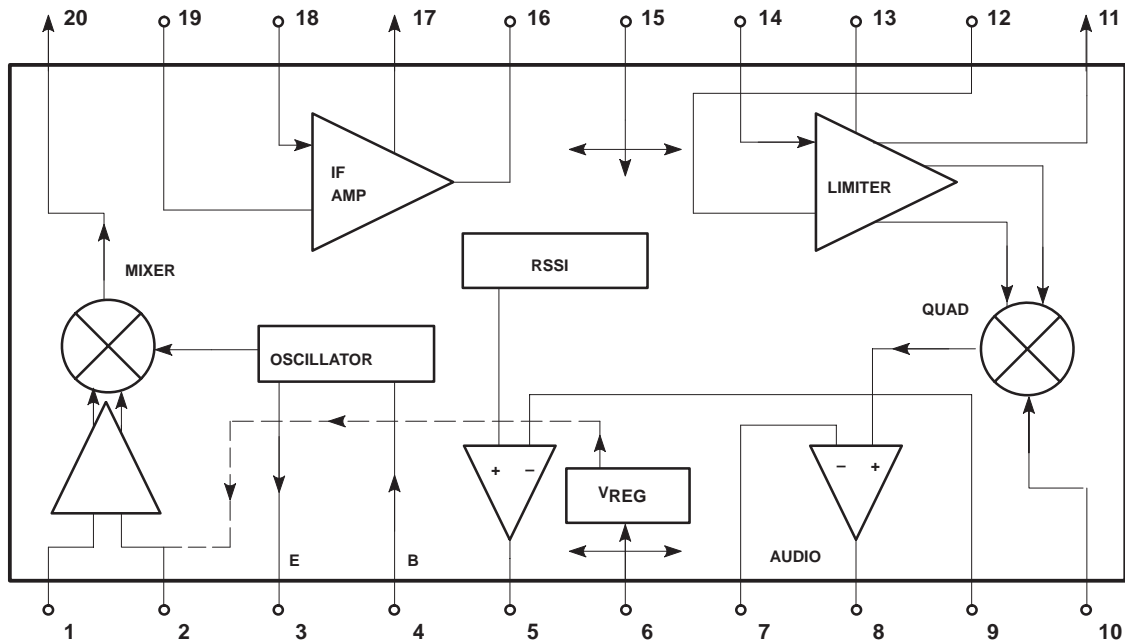 20 19 18 17 16 15 14 13 12 11
IF
AMP
LIMITER
RSSI
MIXER
QUAD
OSCILLATOR
+ –
– +
VREG
E
B
AUDIO
1 2 3 4 5 6 7 8 9 10